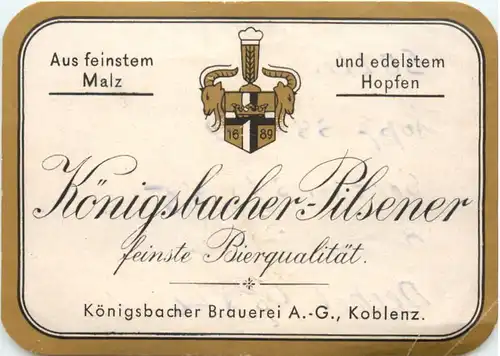 Aus feinstem
Malz
und edelstem
Hopfen
16 89
Königsbacher-Pilsener
feinste Bierqualität.
Königsbacher Brauerei A.-G., Koblenz.